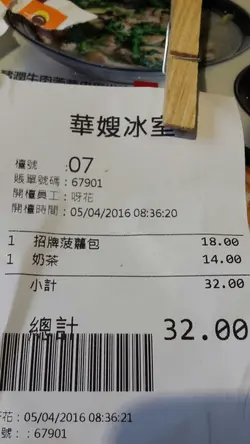 華嫂冰室
檯號 :07
賬單號碼:67901
開檯員工:呀花
開檯時間:05/04/2016 08:36:20
1 招牌菠蘿包 18.00
1 奶茶 14.00
小計 32.00
總計 32.00
花:05/04/2016 08:36:21
號::67901